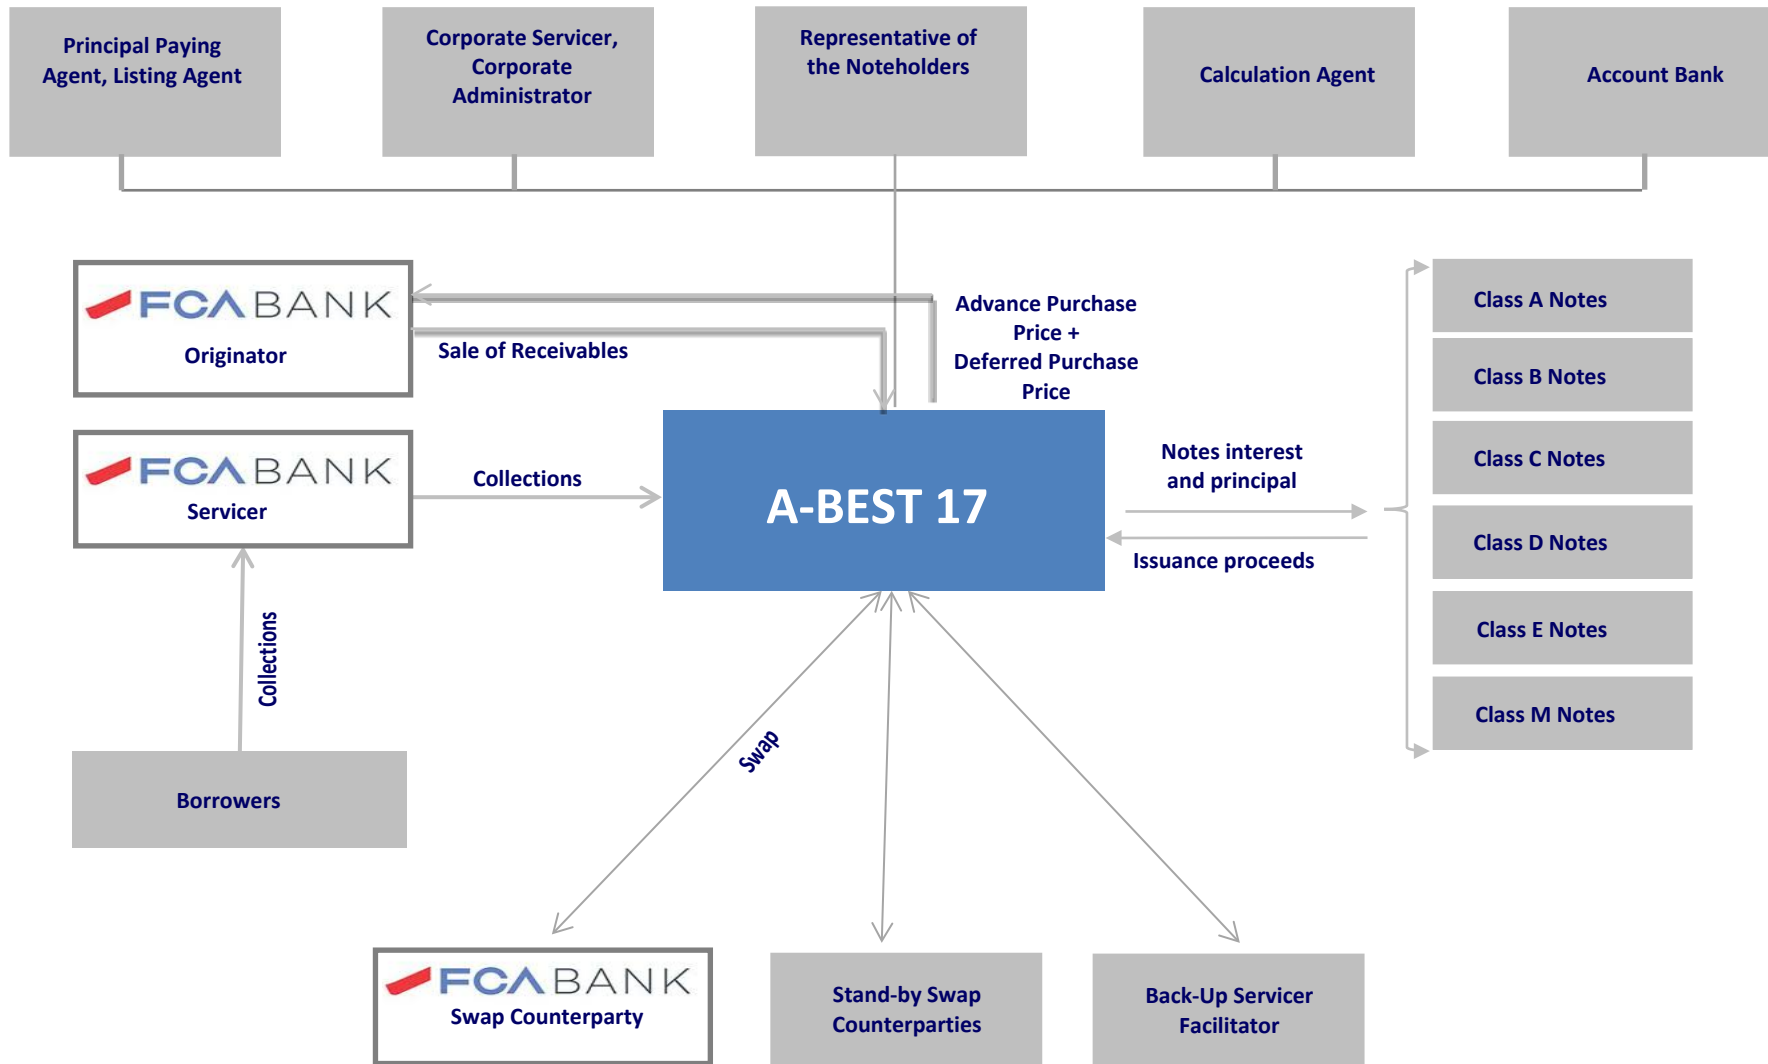 Principal Paying
Agent, Listing Agent
Corporate Servicer,
Corporate
Administrator
Representative of
the Noteholders
Calculation Agent
Account Bank
FCA BANK
Originator
Sale of Receivables
Advance Purchase
Price +
Deferred Purchase
Price
Class A Notes
Class B Notes
Class C Notes
Class D Notes
Class E Notes
Class M Notes
FCA BANK
Servicer
Collections
A-BEST 17
Notes interest
and principal
Issuance proceeds
Collections
Borrowers
Swap
FCA BANK
Swap Counterparty
Stand-by Swap
Counterparties
Back-Up Servicer
Facilitator